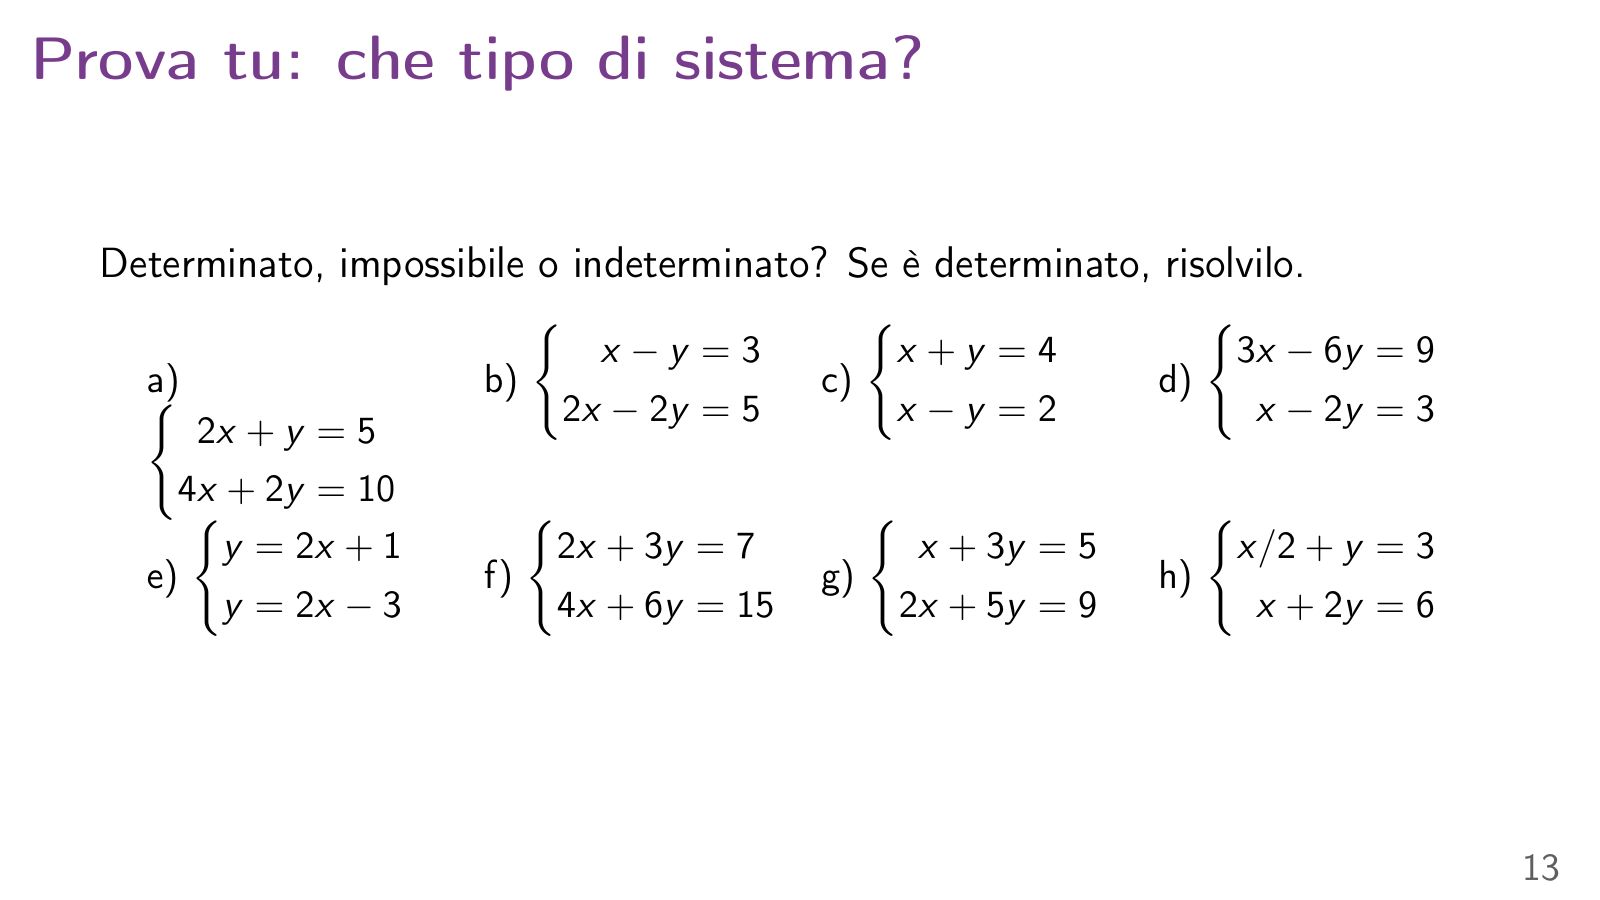 Prova tu: che tipo di sistema?
Determinato, impossibile o indeterminato? Se è determinato, risolvilo.
a)
2x + y = 5
4x + 2y = 10
b)
x − y = 3
2x − 2y = 5
c)
x + y = 4
x − y = 2
d)
3x − 6y = 9
x − 2y = 3
e)
y = 2x + 1
y = 2x − 3
f)
2x + 3y = 7
4x + 6y = 15
g)
x + 3y = 5
2x + 5y = 9
h)
x/2 + y = 3
x + 2y = 6
13